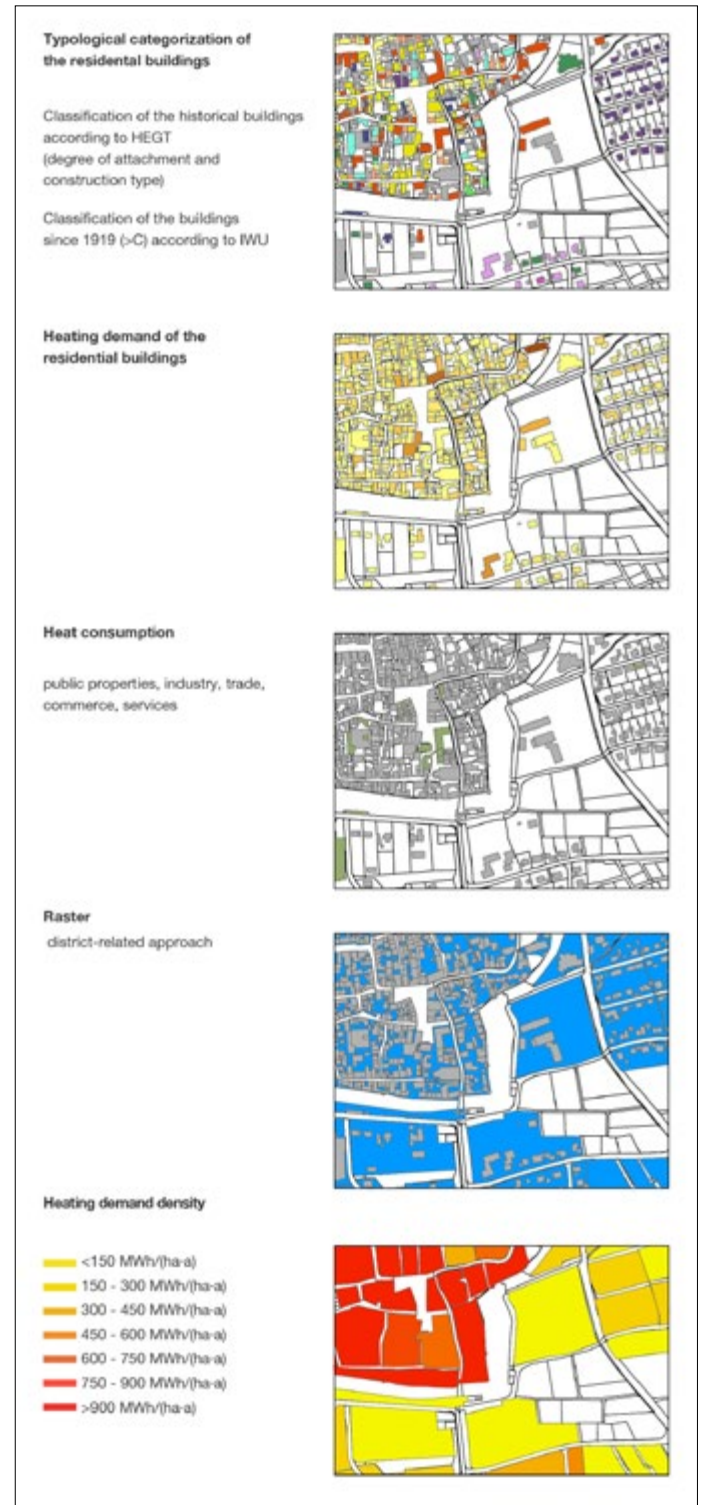 Typological categorization of
the residental buildings
Classification of the historical buildings
according to HEGT
(degree of attachment and
construction type)
Classification of the buildings
since 1919 (>C) according to IWU
Heating demand of the
residential buildings
Heat consumption
public properties, industry, trade,
commerce, services
Raster
district-related approach
Heating demand density
<150 MWh/(ha·a)
150 - 300 MWh/(ha·a)
300 - 450 MWh/(ha·a)
450 - 600 MWh/(ha·a)
600 - 750 MWh/(ha·a)
750 - 900 MWh/(ha·a)
>900 MWh/(ha·a)